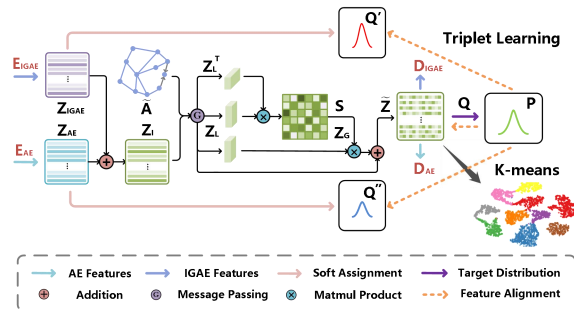 Q'
Triplet Learning
E_IGAE
D_IGAE
Z_L^T
Z_IGAE
Ã
S
Z̃
Q
P
G
Z_AE
Z_I
Z_L
Z_G
E_AE
D_AE
K-means
Q''
AE Features
IGAE Features
Soft Assignment
Target Distribution
Addition
G
Message Passing
Matmul Product
Feature Alignment